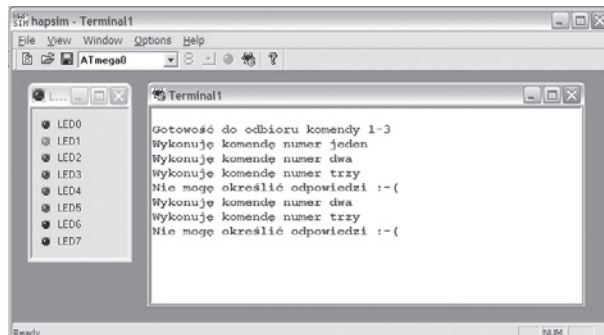 hapsim - Terminal1
File View Window Options Help
ATmega8
L...
LED0
LED1
LED2
LED3
LED4
LED5
LED6
LED7
Terminal1
Gotowość do odbioru komendy 1-3
Wykonuję komendę numer jeden
Wykonuję komendę numer dwa
Wykonuję komendę numer trzy
Nie mogę określić odpowiedzi :-(
Wykonuję komendę numer dwa
Wykonuję komendę numer trzy
Nie mogę określić odpowiedzi :-(
Ready
NUM